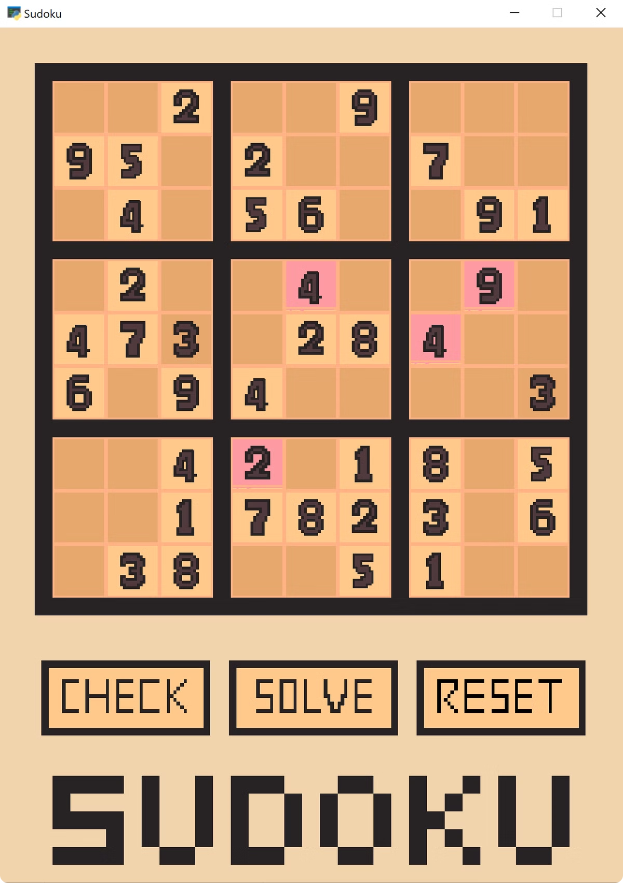 Sudoku
2 9
9 5 2 7
4 5 6 9 1
2 4 9
4 7 3 2 8 4
6 9 4 3
4 2 1 8 5
1 7 8 2 3 6
3 8 5 1
CHECK SOLVE RESET
SUDOKU